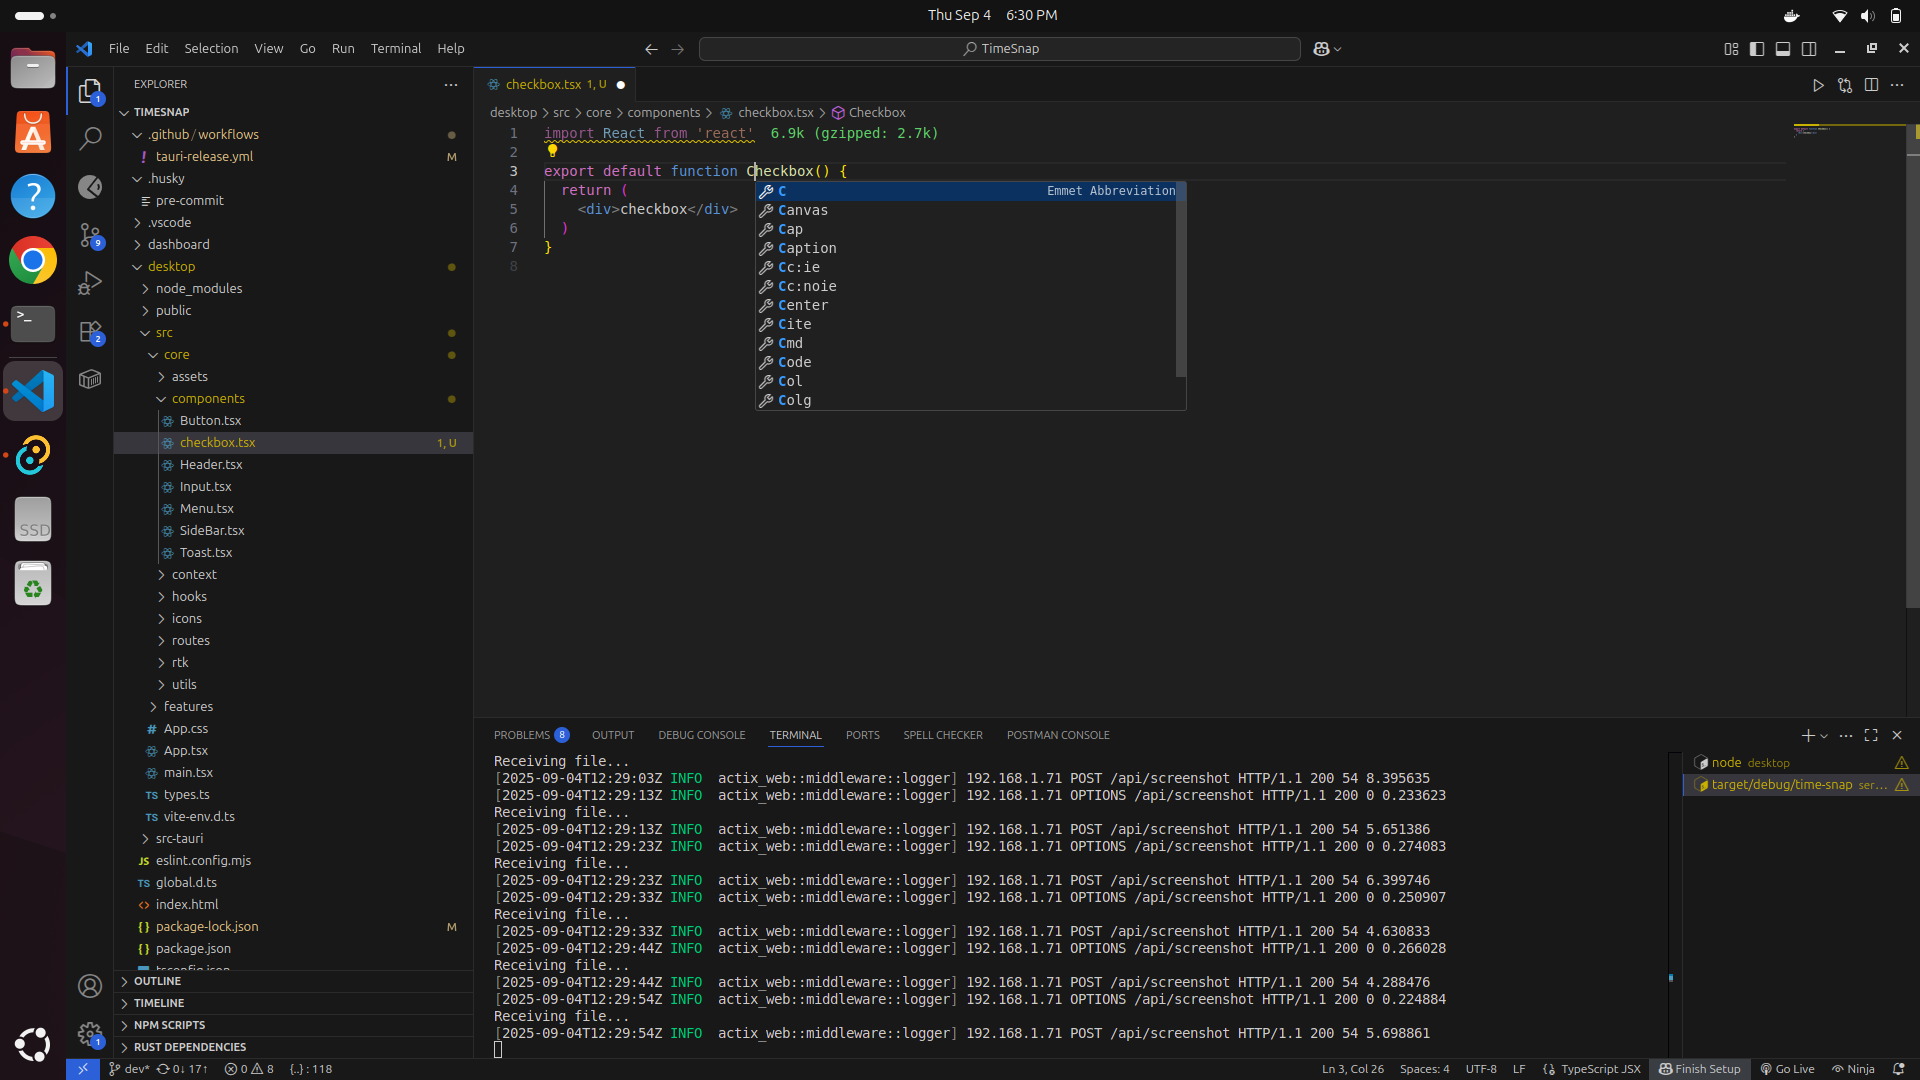 Thu Sep 4 6:30 PM
File Edit Selection View Go Run Terminal Help
TimeSnap
EXPLORER
TIMESNAP
.github/workflows
tauri-release.yml M
.husky
pre-commit
.vscode
dashboard
desktop
node_modules
public
src
core
assets
components
Button.tsx
checkbox.tsx 1, U
Header.tsx
Input.tsx
Menu.tsx
SideBar.tsx
Toast.tsx
context
hooks
icons
routes
rtk
utils
features
App.css
App.tsx
main.tsx
types.ts
vite-env.d.ts
src-tauri
eslint.config.mjs
global.d.ts
index.html
package-lock.json M
package.json
tsconfig.json
OUTLINE
TIMELINE
NPM SCRIPTS
RUST DEPENDENCIES
checkbox.tsx 1, U
desktop > src > core > components > checkbox.tsx > Checkbox
1 import React from 'react' 6.9k (gzipped: 2.7k)
2
3 export default function Checkbox() {
4 return (
5 <div>checkbox</div>
6 )
7 }
8
C Emmet Abbreviation
Canvas
Cap
Caption
Cc:ie
Cc:noie
Center
Cite
Cmd
Code
Col
Colg
PROBLEMS 8 OUTPUT DEBUG CONSOLE TERMINAL PORTS SPELL CHECKER POSTMAN CONSOLE
Receiving file...
[2025-09-04T12:29:03Z INFO actix_web::middleware::logger] 192.168.1.71 POST /api/screenshot HTTP/1.1 200 54 8.395635
[2025-09-04T12:29:13Z INFO actix_web::middleware::logger] 192.168.1.71 OPTIONS /api/screenshot HTTP/1.1 200 0 0.233623
Receiving file...
[2025-09-04T12:29:13Z INFO actix_web::middleware::logger] 192.168.1.71 POST /api/screenshot HTTP/1.1 200 54 5.651386
[2025-09-04T12:29:23Z INFO actix_web::middleware::logger] 192.168.1.71 OPTIONS /api/screenshot HTTP/1.1 200 0 0.274083
Receiving file...
[2025-09-04T12:29:23Z INFO actix_web::middleware::logger] 192.168.1.71 POST /api/screenshot HTTP/1.1 200 54 6.399746
[2025-09-04T12:29:33Z INFO actix_web::middleware::logger] 192.168.1.71 OPTIONS /api/screenshot HTTP/1.1 200 0 0.250907
Receiving file...
[2025-09-04T12:29:33Z INFO actix_web::middleware::logger] 192.168.1.71 POST /api/screenshot HTTP/1.1 200 54 4.630833
[2025-09-04T12:29:44Z INFO actix_web::middleware::logger] 192.168.1.71 OPTIONS /api/screenshot HTTP/1.1 200 0 0.266028
Receiving file...
[2025-09-04T12:29:44Z INFO actix_web::middleware::logger] 192.168.1.71 POST /api/screenshot HTTP/1.1 200 54 4.288476
[2025-09-04T12:29:54Z INFO actix_web::middleware::logger] 192.168.1.71 OPTIONS /api/screenshot HTTP/1.1 200 0 0.224884
Receiving file...
[2025-09-04T12:29:54Z INFO actix_web::middleware::logger] 192.168.1.71 POST /api/screenshot HTTP/1.1 200 54 5.698861
node desktop
target/debug/time-snap ser...
SSD
dev* 0↓ 17↑ 0 8 {..} : 118
Ln 3, Col 26 Spaces: 4 UTF-8 LF TypeScript JSX Finish Setup Go Live Ninja